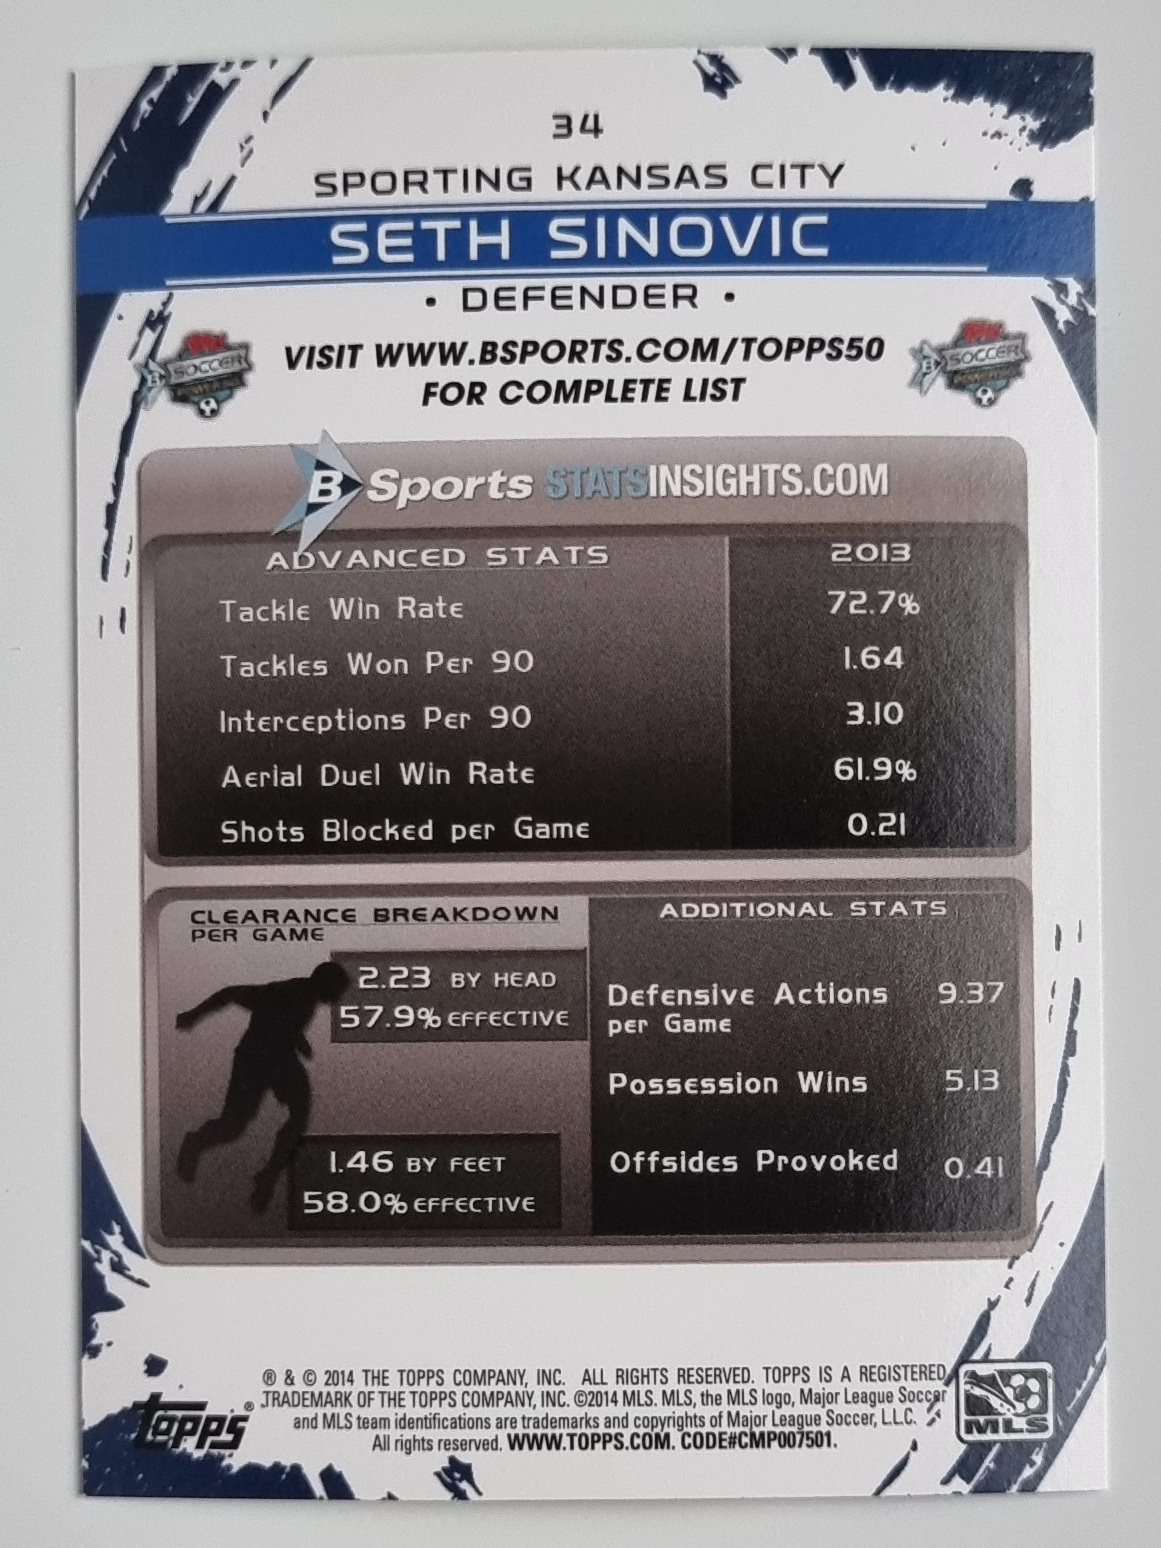 34
SPORTING KANSAS CITY
SETH SINOVIC
• DEFENDER •
VISIT WWW.BSPORTS.COM/TOPPS50
FOR COMPLETE LIST
SOCCER
SOCCER
B Sports STATSINSIGHTS.COM
ADVANCED STATS 2013
Tackle Win Rate 72.7%
Tackles Won Per 90 1.64
Interceptions Per 90 3.10
Aerial Duel Win Rate 61.9%
Shots Blocked per Game 0.21
CLEARANCE BREAKDOWN
PER GAME
2.23 BY HEAD
57.9% EFFECTIVE
1.46 BY FEET
58.0% EFFECTIVE
ADDITIONAL STATS
Defensive Actions 9.37
per Game
Possession Wins 5.13
Offsides Provoked 0.41
® & © 2014 THE TOPPS COMPANY, INC. ALL RIGHTS RESERVED. TOPPS IS A REGISTERED
TRADEMARK OF THE TOPPS COMPANY, INC. ©2014 MLS. MLS, the MLS logo, Major League Soccer
and MLS team identifications are trademarks and copyrights of Major League Soccer, L.L.C.
All rights reserved. WWW.TOPPS.COM. CODE#CMP007501.
topps®
MLS